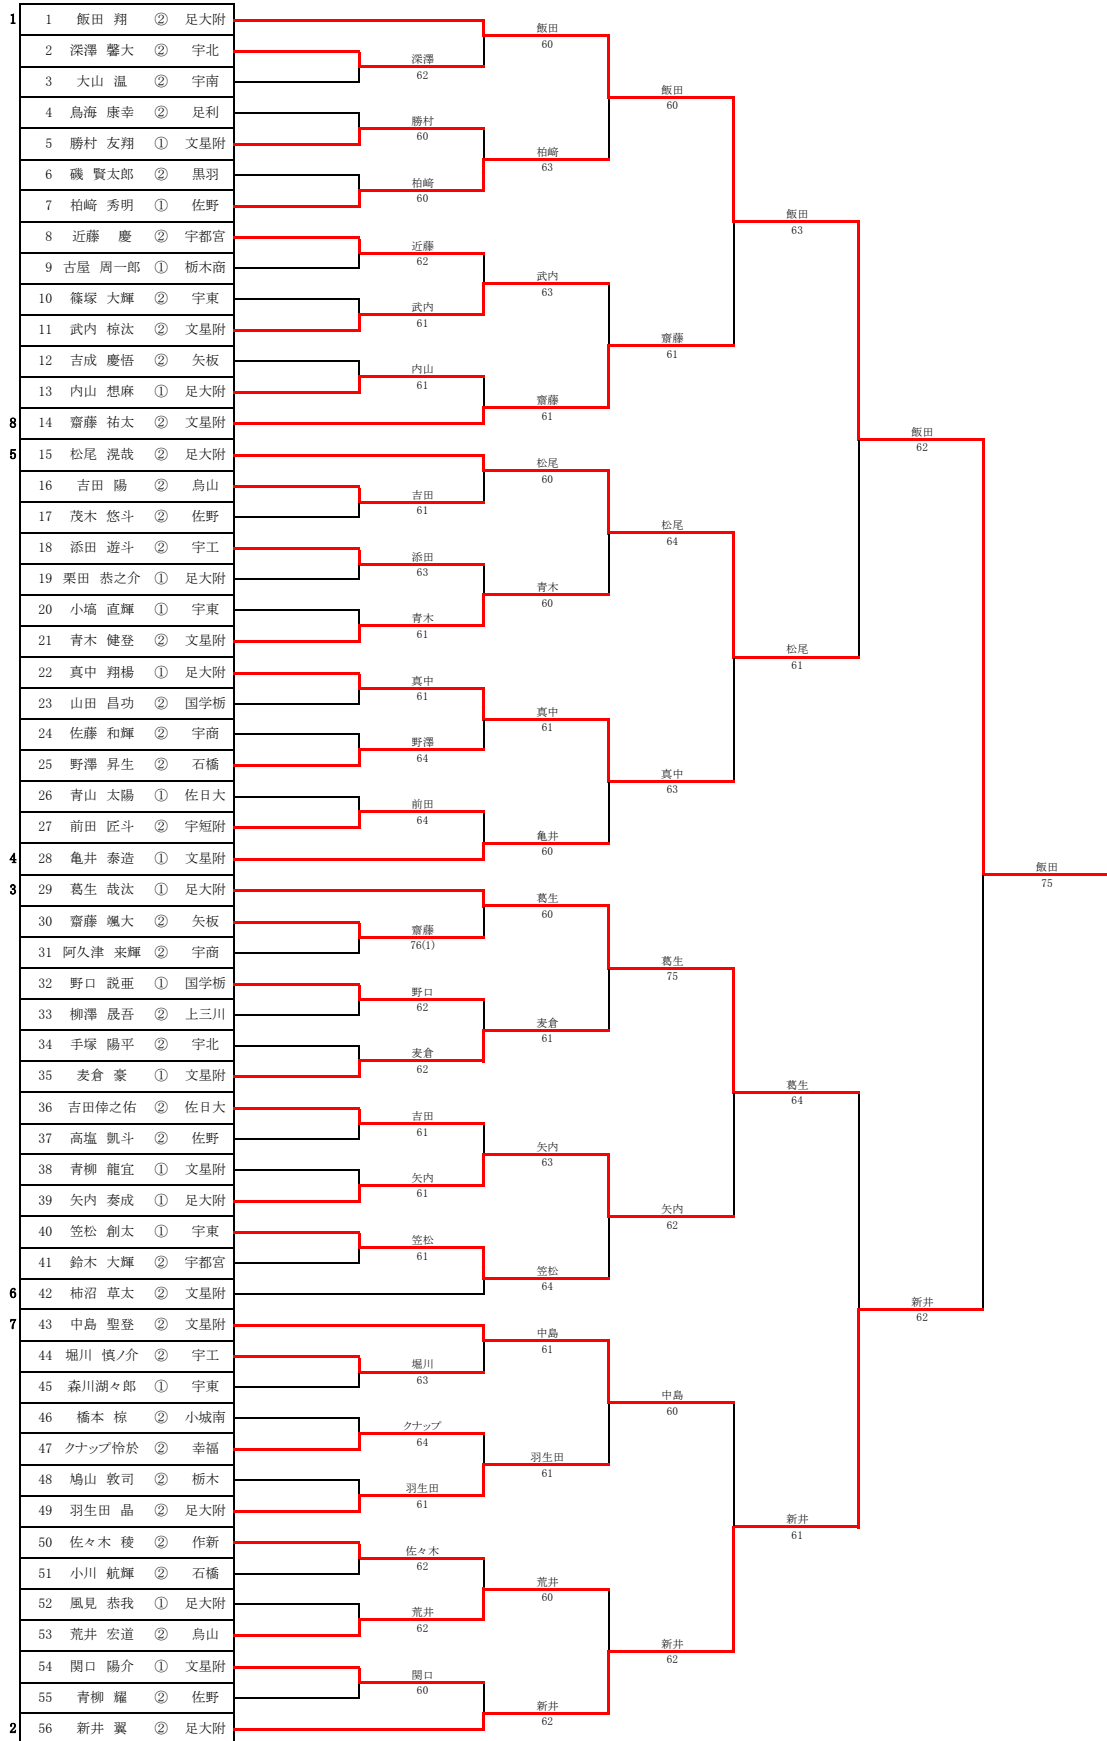 1 1 飯田 翔 ② 足大附
2 深澤 馨大 ② 宇北
3 大山 温 ② 宇南
4 鳥海 康幸 ② 足利
5 勝村 友翔 ① 文星附
6 磯 賢太郎 ② 黒羽
7 柏崎 秀明 ① 佐野
8 近藤 慶 ② 宇都宮
9 古屋 周一郎 ① 栃木商
10 篠塚 大輝 ② 宇東
11 武内 椋汰 ② 文星附
12 吉成 慶悟 ② 矢板
13 内山 想麻 ① 足大附
8 14 齋藤 祐太 ② 文星附
5 15 松尾 滉哉 ② 足大附
16 吉田 陽 ② 烏山
17 茂木 悠斗 ② 佐野
18 添田 遊斗 ② 宇工
19 栗田 恭之介 ① 足大附
20 小塙 直輝 ① 宇東
21 青木 健登 ② 文星附
22 真中 翔楊 ① 足大附
23 山田 昌功 ② 国学栃
24 佐藤 和輝 ② 宇商
25 野澤 昇生 ② 石橋
26 青山 太陽 ① 佐日大
27 前田 匠斗 ② 宇短附
4 28 亀井 泰造 ① 文星附
3 29 葛生 哉汰 ① 足大附
30 齋藤 颯大 ② 矢板
31 阿久津 来輝 ② 宇商
32 野口 説亜 ① 国学栃
33 柳澤 晟吾 ② 上三川
34 手塚 陽平 ② 宇北
35 麦倉 豪 ① 文星附
36 吉田倖之佑 ② 佐日大
37 高塩 凱斗 ② 佐野
38 青柳 龍宜 ① 文星附
39 矢内 奏成 ① 足大附
40 笠松 創太 ① 宇東
41 鈴木 大輝 ② 宇都宮
6 42 柿沼 草太 ② 文星附
7 43 中島 聖登 ② 文星附
44 堀川 慎ノ介 ② 宇工
45 森川湖々郎 ① 宇東
46 橋本 椋 ② 小城南
47 クナップ怜於 ② 幸福
48 鳩山 敦司 ② 栃木
49 羽生田 晶 ② 足大附
50 佐々木 稜 ② 作新
51 小川 航輝 ② 石橋
52 風見 恭我 ① 足大附
53 荒井 宏道 ② 烏山
54 関口 陽介 ① 文星附
55 青柳 耀 ② 佐野
2 56 新井 翼 ② 足大附
深澤
62
勝村
60
柏崎
60
近藤
62
武内
61
内山
61
吉田
61
添田
63
青木
61
真中
61
野澤
64
前田
64
齋藤
76(1)
野口
62
麦倉
62
吉田
61
矢内
61
笠松
61
堀川
63
クナップ
64
羽生田
61
佐々木
62
荒井
62
関口
60
飯田
60
柏崎
63
武内
63
齋藤
61
松尾
60
青木
60
真中
61
亀井
60
葛生
60
麦倉
61
矢内
63
笠松
64
中島
61
羽生田
61
荒井
60
新井
62
飯田
60
齋藤
61
松尾
64
真中
63
葛生
75
矢内
62
中島
60
新井
62
飯田
63
松尾
61
葛生
64
新井
61
飯田
62
新井
62
飯田
75